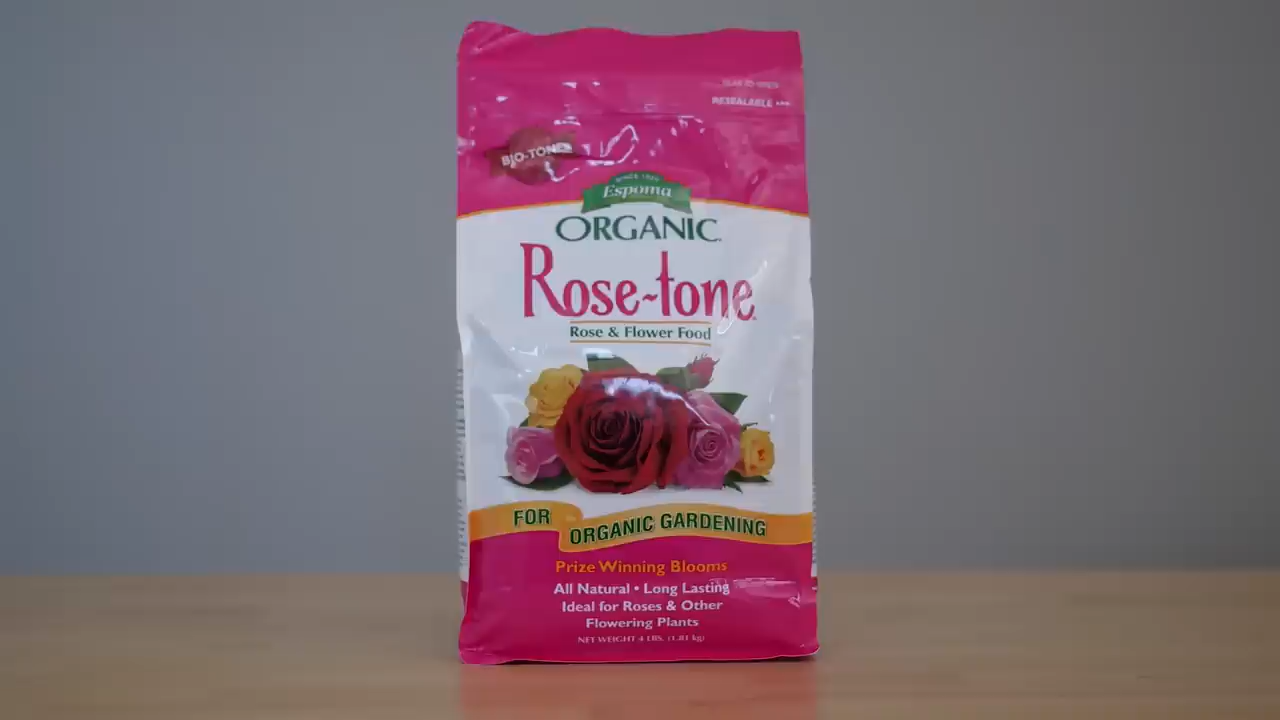 RESEALABLE
BIO-TONE
SINCE 1929
Espoma
ORGANIC
Rose-tone
Rose & Flower Food
FOR ORGANIC GARDENING
Prize Winning Blooms
All Natural • Long Lasting
Ideal for Roses & Other
Flowering Plants
NET WEIGHT 4 LBS. (1.81 kg)